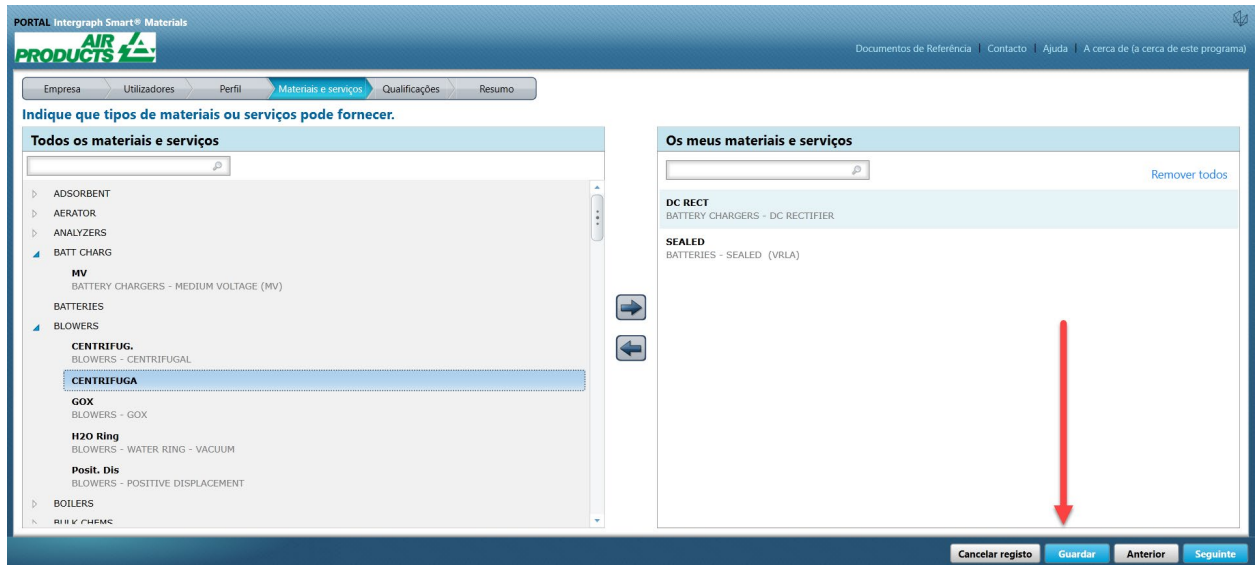 PORTAL Intergraph Smart® Materials
AIR
PRODUCTS
Documentos de Referência | Contacto | Ajuda | A cerca de (a cerca de este programa)
Empresa Utilizadores Perfil Materiais e serviços Qualificações Resumo
Indique que tipos de materiais ou serviços pode fornecer.
Todos os materiais e serviços
ADSORBENT
AERATOR
ANALYZERS
BATT CHARG
MV
BATTERY CHARGERS - MEDIUM VOLTAGE (MV)
BATTERIES
BLOWERS
CENTRIFUG.
BLOWERS - CENTRIFUGAL
CENTRIFUGA
GOX
BLOWERS - GOX
H2O Ring
BLOWERS - WATER RING - VACUUM
Posit. Dis
BLOWERS - POSITIVE DISPLACEMENT
BOILERS
BULK CHEMS
Os meus materiais e serviços
Remover todos
DC RECT
BATTERY CHARGERS - DC RECTIFIER
SEALED
BATTERIES - SEALED (VRLA)
Cancelar registo Guardar Anterior Seguinte